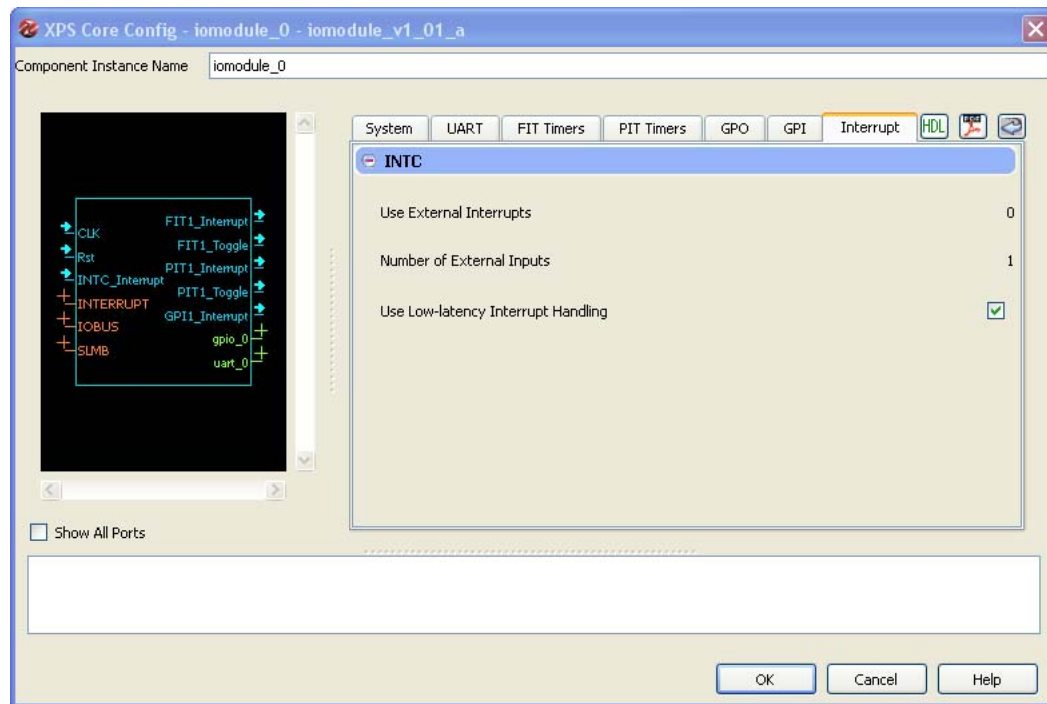 XPS Core Config - iomodule_0 - iomodule_v1_01_a
Component Instance Name iomodule_0
System UART FIT Timers PIT Timers GPO GPI Interrupt HDL PDF
INTC
Use External Interrupts 0
Number of External Inputs 1
Use Low-latency Interrupt Handling
CLK
Rst
INTC_Interrupt
INTERRUPT
IOBUS
SLMB
FIT1_Interrupt
FIT1_Toggle
PIT1_Interrupt
PIT1_Toggle
GPI1_Interrupt
gpio_0
uart_0
Show All Ports
OK Cancel Help